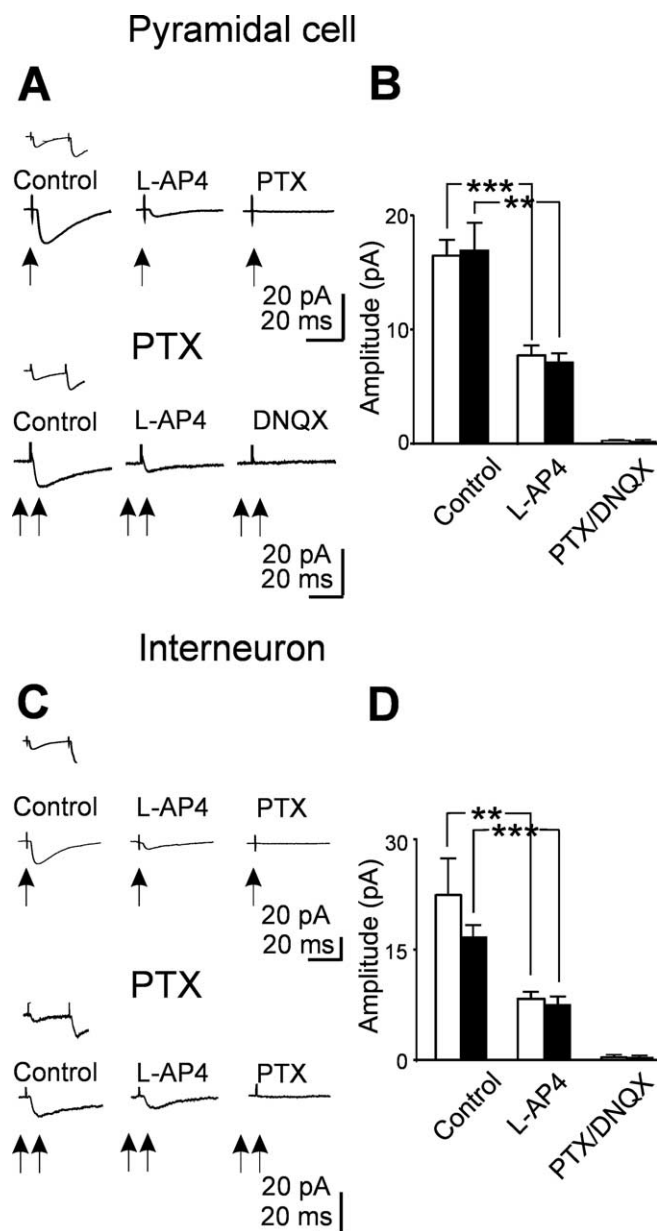 Pyramidal cell
A
Control L-AP4 PTX
20 pA
20 ms
PTX
Control L-AP4 DNQX
20 pA
20 ms
B
*** 
**
20
10
0
Amplitude (pA)
Control
L-AP4
PTX/DNQX
Interneuron
C
Control L-AP4 PTX
20 pA
20 ms
PTX
Control L-AP4 PTX
20 pA
20 ms
D
**
***
30
15
0
Amplitude (pA)
Control
L-AP4
PTX/DNQX